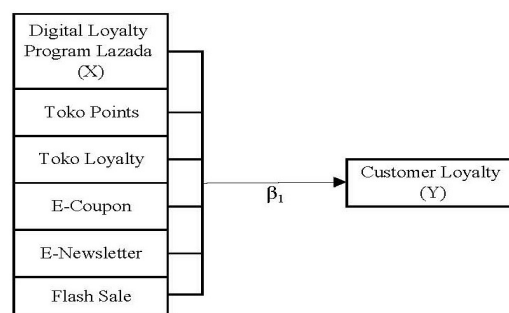 Digital Loyalty
Program Lazada
(X)
Toko Points
Toko Loyalty
E-Coupon
E-Newsletter
Flash Sale
β1
Customer Loyalty
(Y)